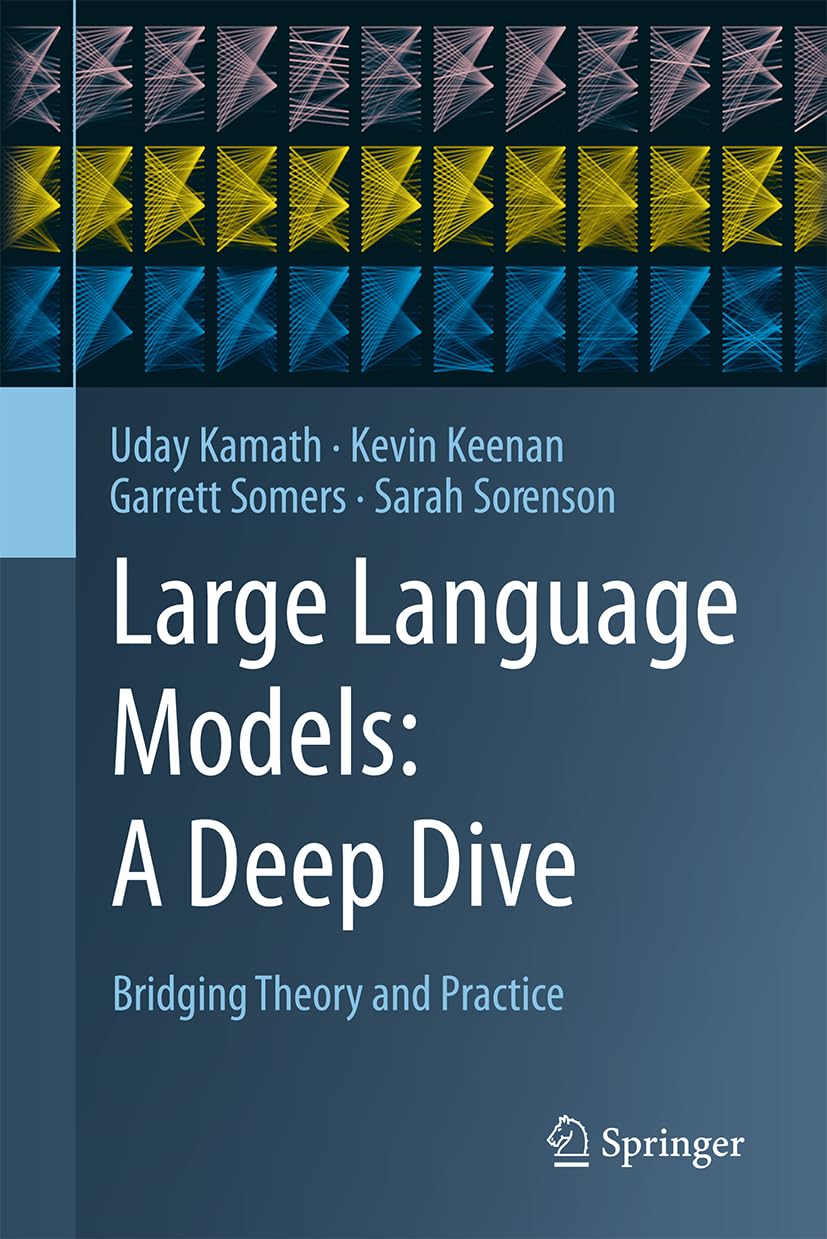 Uday Kamath · Kevin Keenan
Garrett Somers · Sarah Sorenson
Large Language
Models:
A Deep Dive
Bridging Theory and Practice
Springer